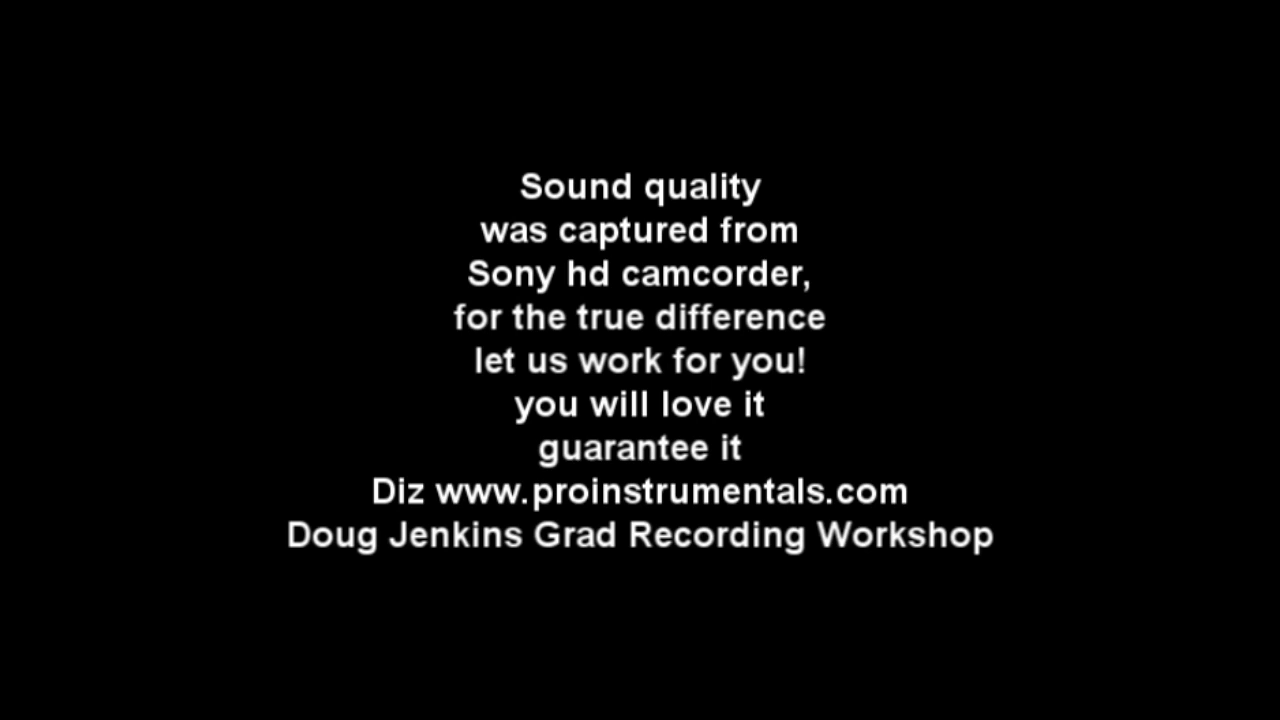 Sound quality
was captured from
Sony hd camcorder,
for the true difference
let us work for you!
you will love it
guarantee it
Diz www.proinstrumentals.com
Doug Jenkins Grad Recording Workshop